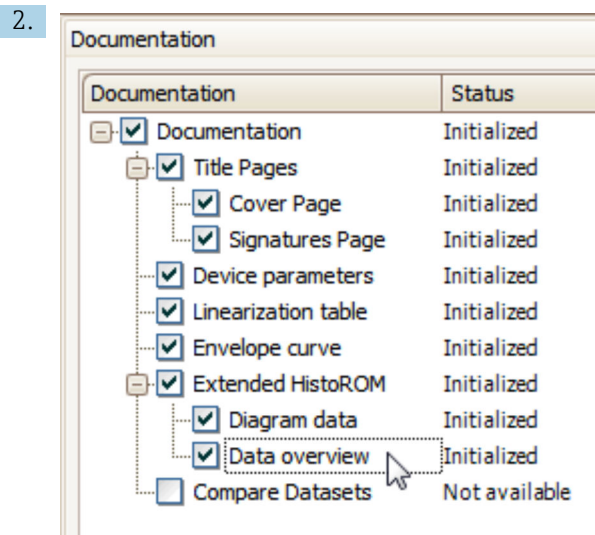 2.
Documentation
Documentation Status
Documentation Initialized
Title Pages Initialized
Cover Page Initialized
Signatures Page Initialized
Device parameters Initialized
Linearization table Initialized
Envelope curve Initialized
Extended HistoROM Initialized
Diagram data Initialized
Data overview Initialized
Compare Datasets Not available